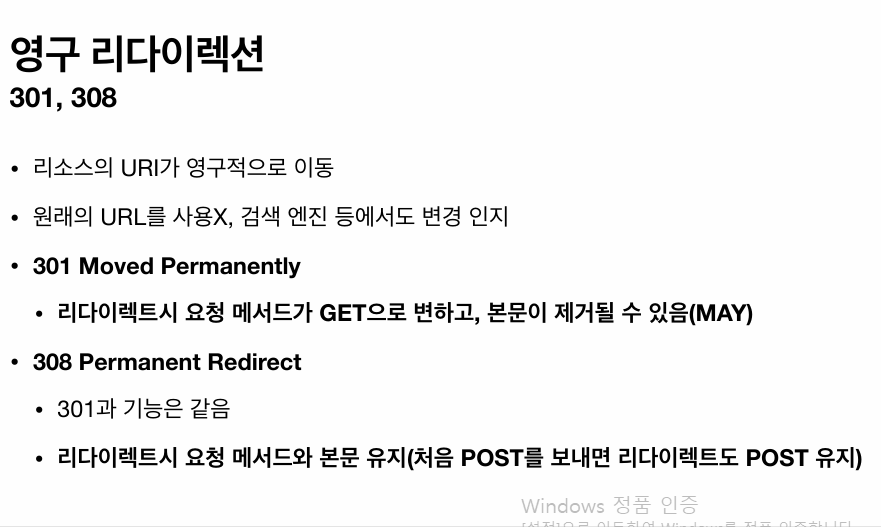 영구 리다이렉션
301, 308
• 리소스의 URI가 영구적으로 이동
• 원래의 URL를 사용X, 검색 엔진 등에서도 변경 인지
• 301 Moved Permanently
• 리다이렉트시 요청 메서드가 GET으로 변하고, 본문이 제거될 수 있음(MAY)
• 308 Permanent Redirect
• 301과 기능은 같음
• 리다이렉트시 요청 메서드와 본문 유지(처음 POST를 보내면 리다이렉트도 POST 유지)
Windows 정품 인증